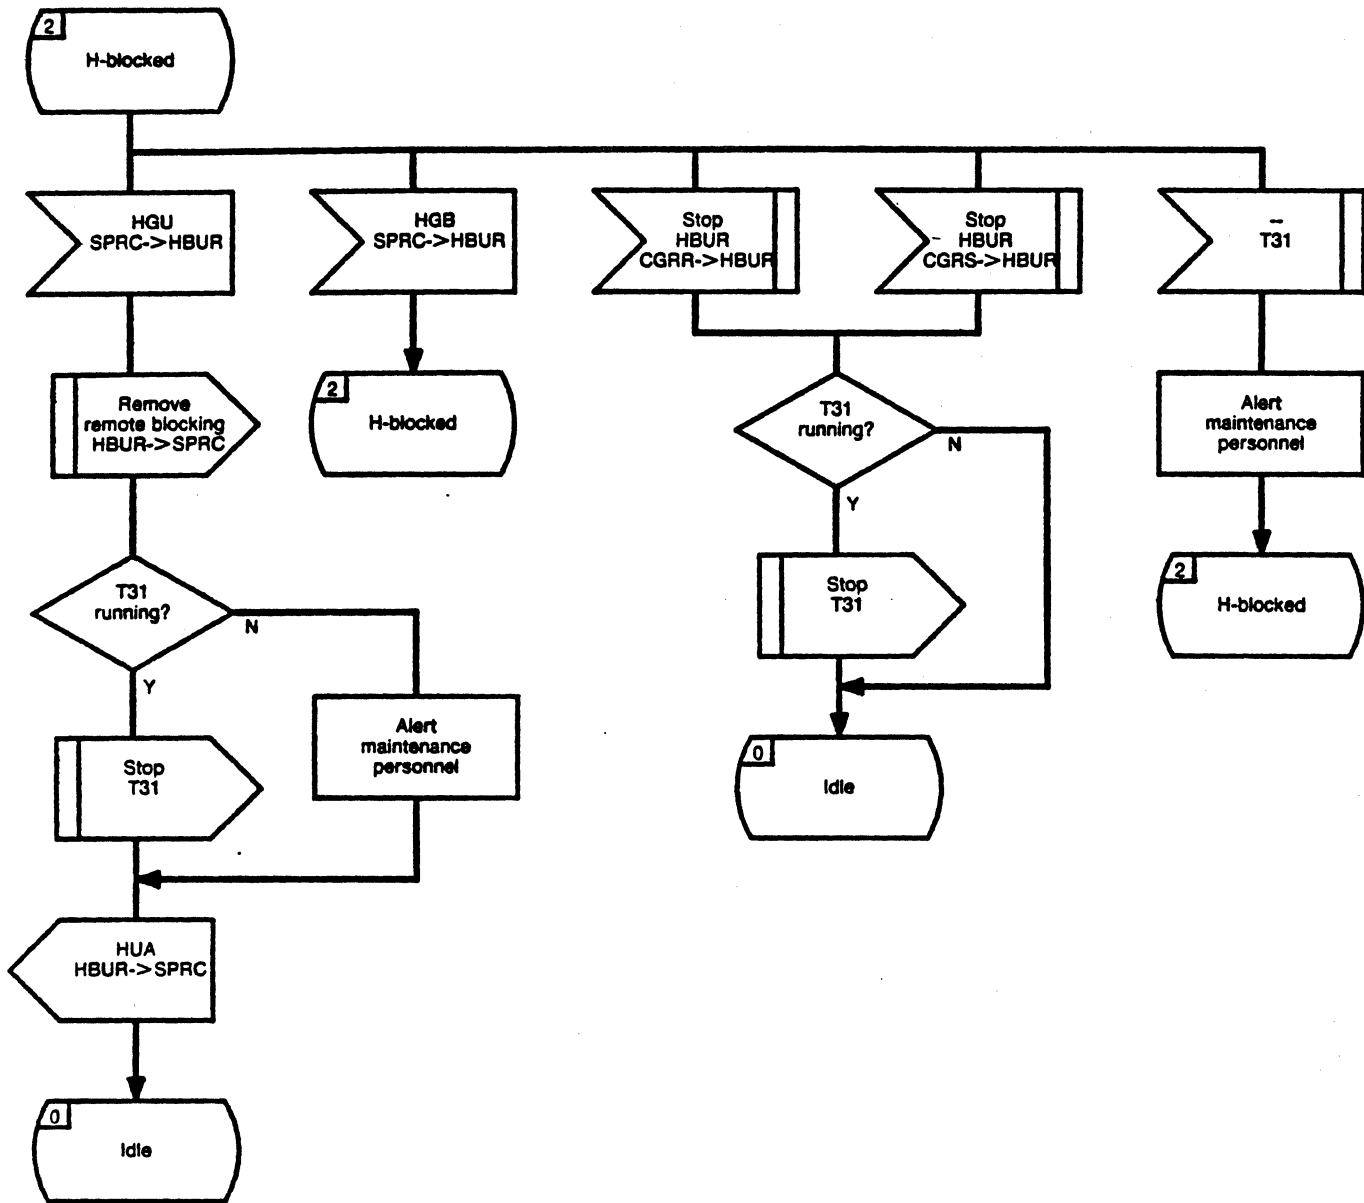 2
H-blocked
HGU
SPRC->HBUR
HGB
SPRC->HBUR
Stop
HBUR
CGRR->HBUR
Stop
HBUR
CGRS->HBUR
T31
Remove
remote blocking
HBUR->SPRC
2
H-blocked
T31
running?
N
Y
Alert
maintenance
personnel
T31
running?
N
Y
Stop
T31
2
H-blocked
Alert
maintenance
personnel
Stop
T31
0
Idle
HUA
HBUR->SPRC
0
Idle